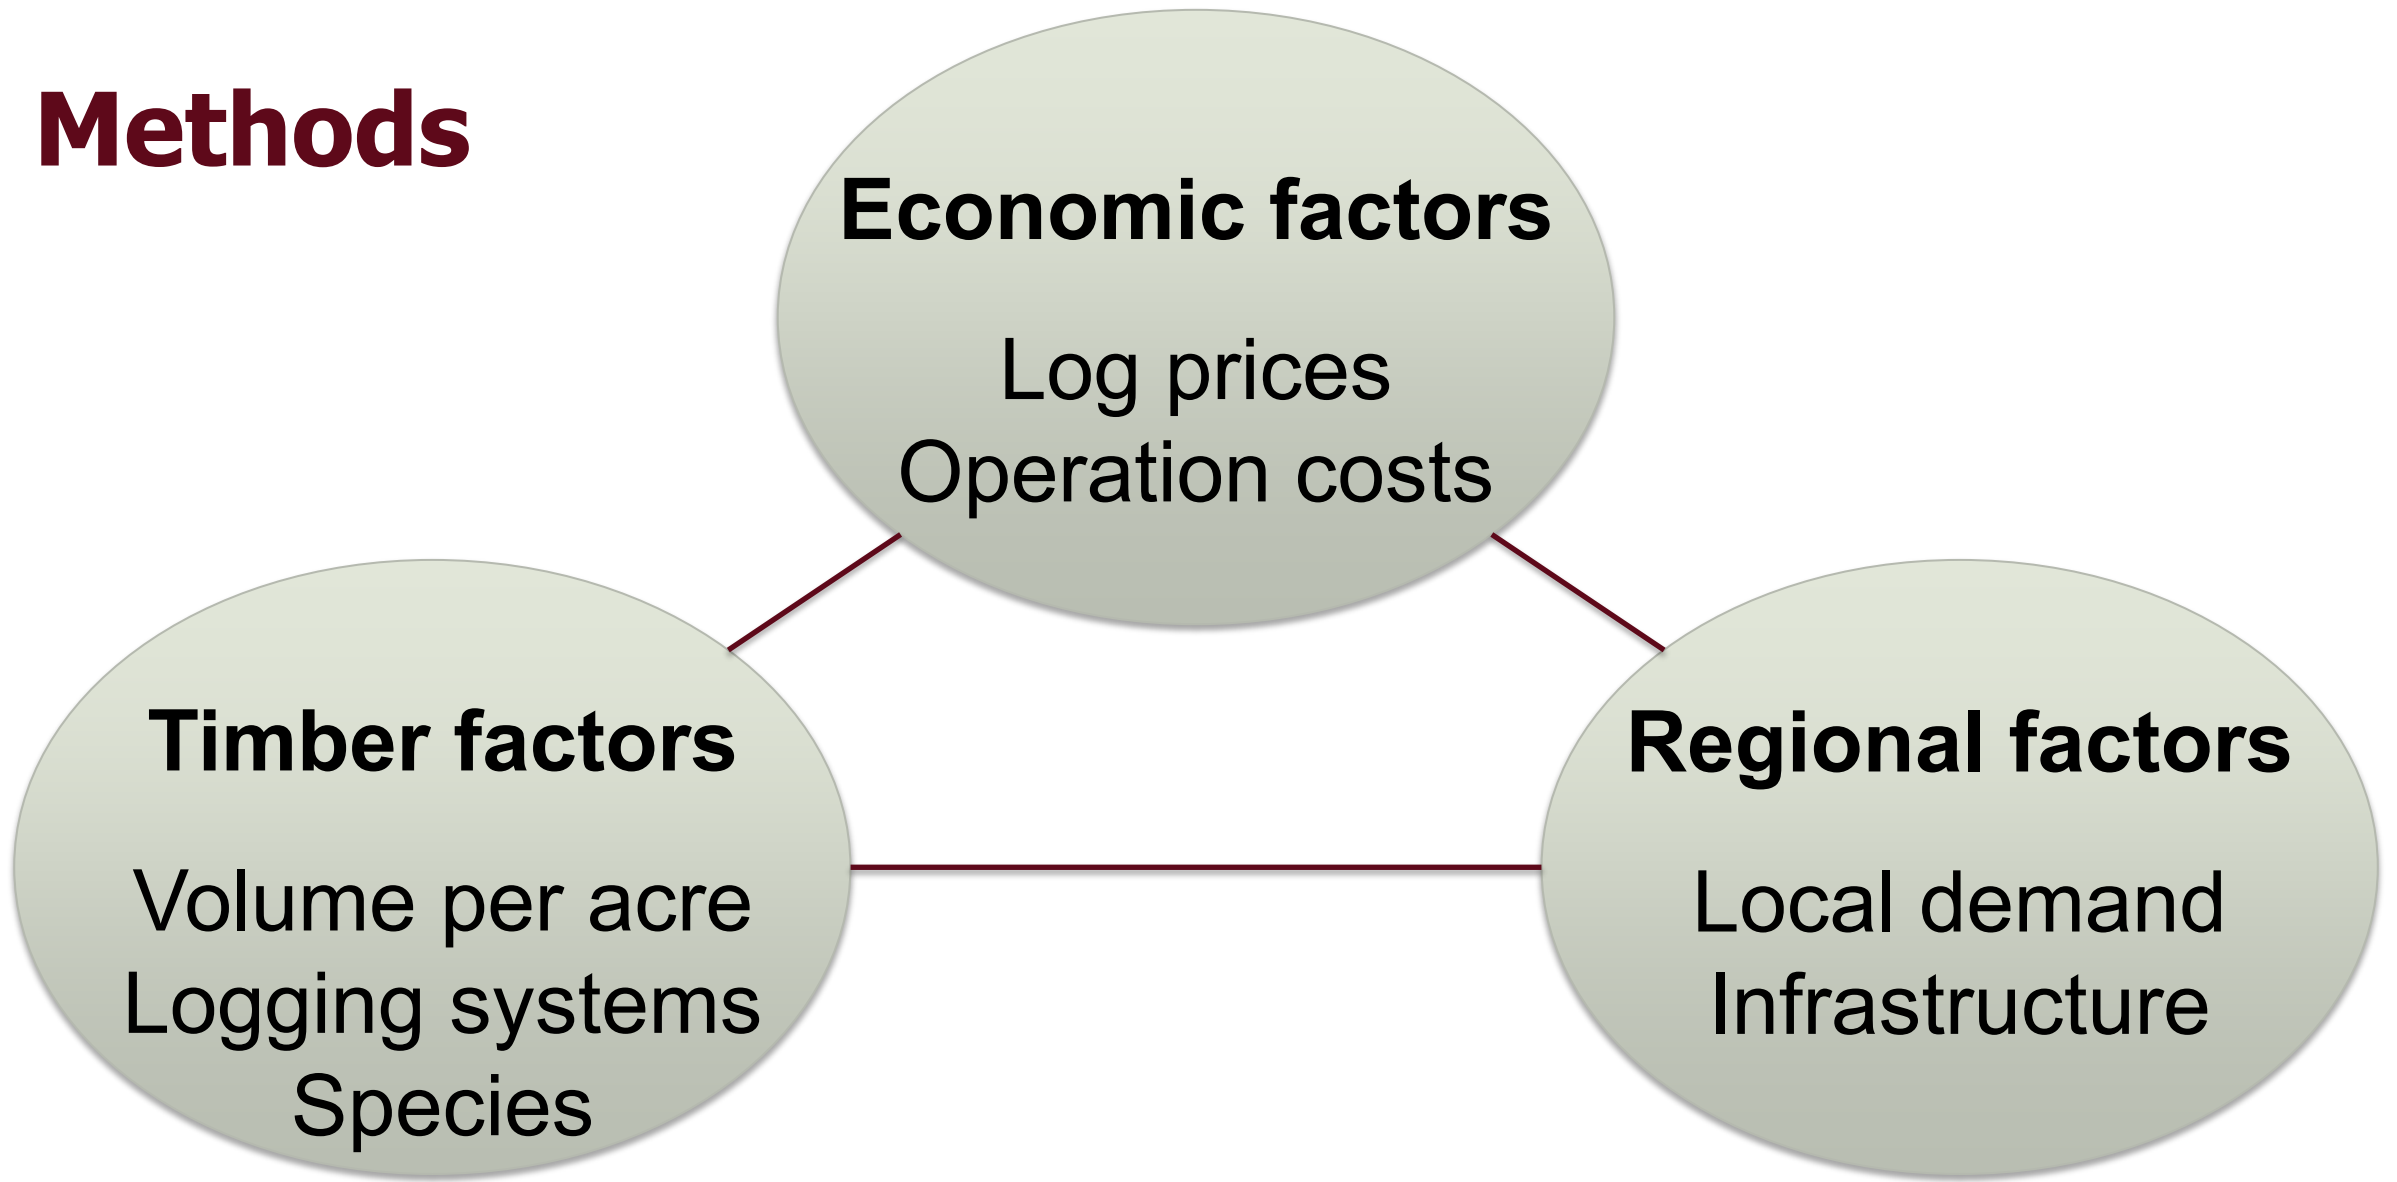 Methods
Economic factors
Log prices
Operation costs
Timber factors
Volume per acre
Logging systems
Species
Regional factors
Local demand
Infrastructure